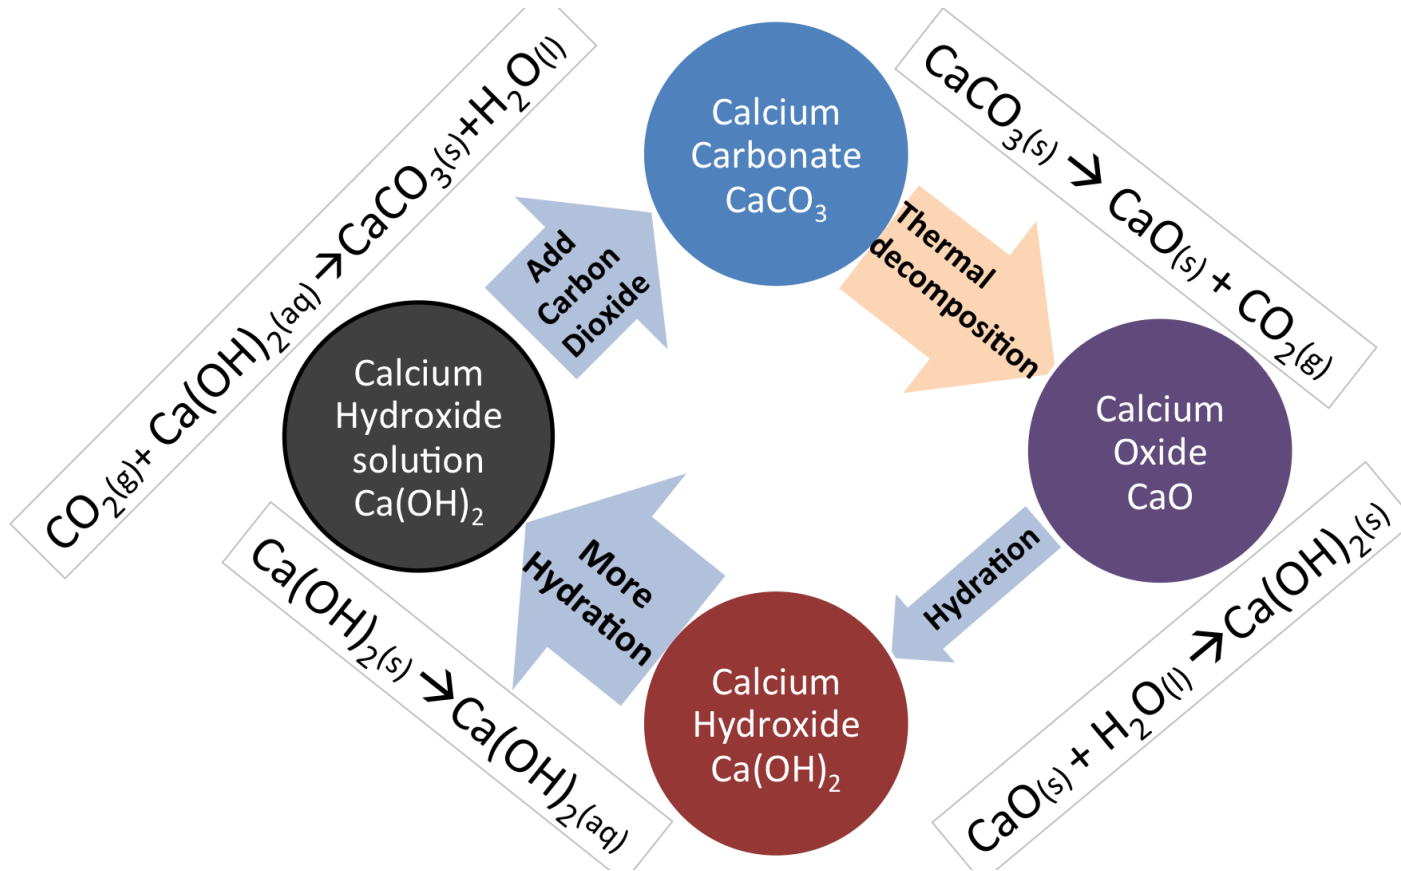 Calcium
Carbonate
CaCO₃
Thermal
decomposition
CaCO₃(s) → CaO(s) + CO₂(g)
Calcium
Oxide
CaO
Hydration
CaO(s) + H₂O(l) →Ca(OH)₂(s)
Calcium
Hydroxide
Ca(OH)₂
More
Hydration
Ca(OH)₂(s) →Ca(OH)₂(aq)
Calcium
Hydroxide
solution
Ca(OH)₂
Add
Carbon
Dioxide
CO₂(g)+ Ca(OH)₂(aq) →CaCO₃(s)+H₂O(l)